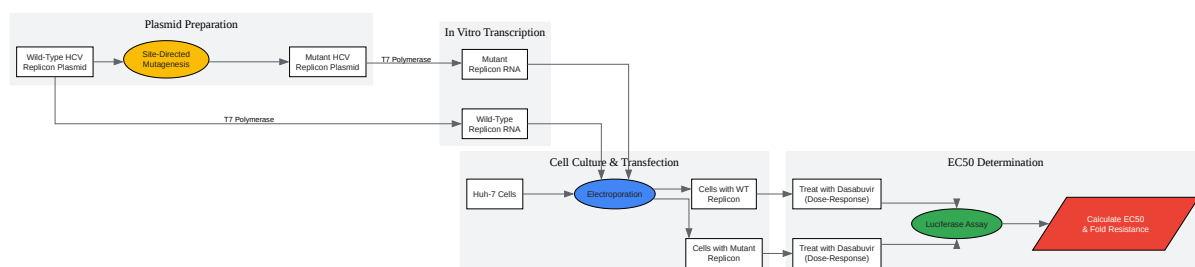 Plasmid Preparation
Wild-Type HCV
Replicon Plasmid
Site-Directed
Mutagenesis
Mutant HCV
Replicon Plasmid
T7 Polymerase
T7 Polymerase
In Vitro Transcription
Mutant
Replicon RNA
Wild-Type
Replicon RNA
Cell Culture & Transfection
Huh-7 Cells
Electroporation
Cells with WT
Replicon
Cells with Mutant
Replicon
EC50 Determination
Treat with Dasabuvir
(Dose-Response)
Treat with Dasabuvir
(Dose-Response)
Luciferase Assay
Calculate EC50
& Fold Resistance